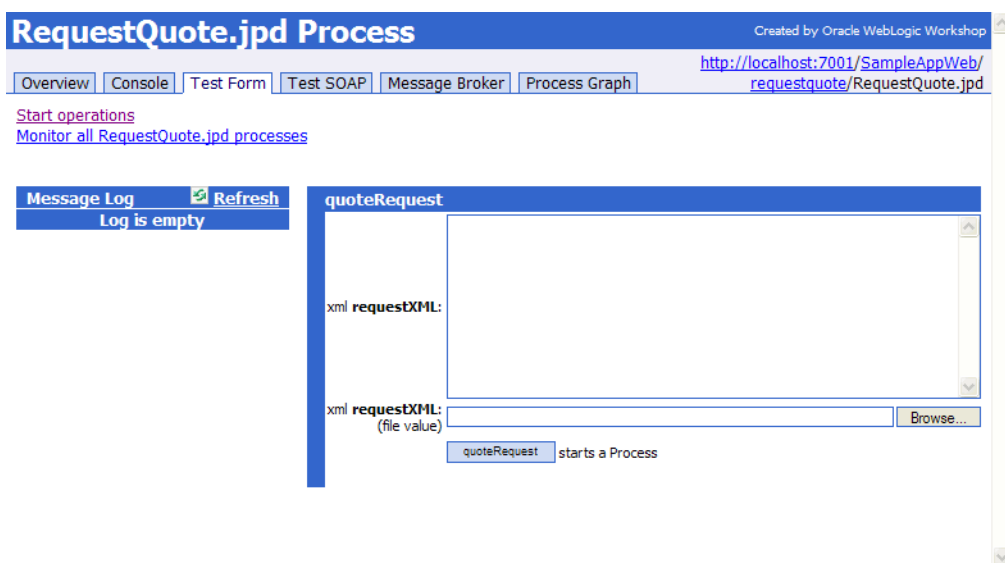 RequestQuote.jpd Process
Created by Oracle WebLogic Workshop
http://localhost:7001/SampleAppWeb/
requestquote/RequestQuote.jpd
Overview Console Test Form Test SOAP Message Broker Process Graph
Start operations
Monitor all RequestQuote.jpd processes
Message Log Refresh
Log is empty
quoteRequest
xml requestXML:
xml requestXML:
(file value)
Browse...
quoteRequest starts a Process